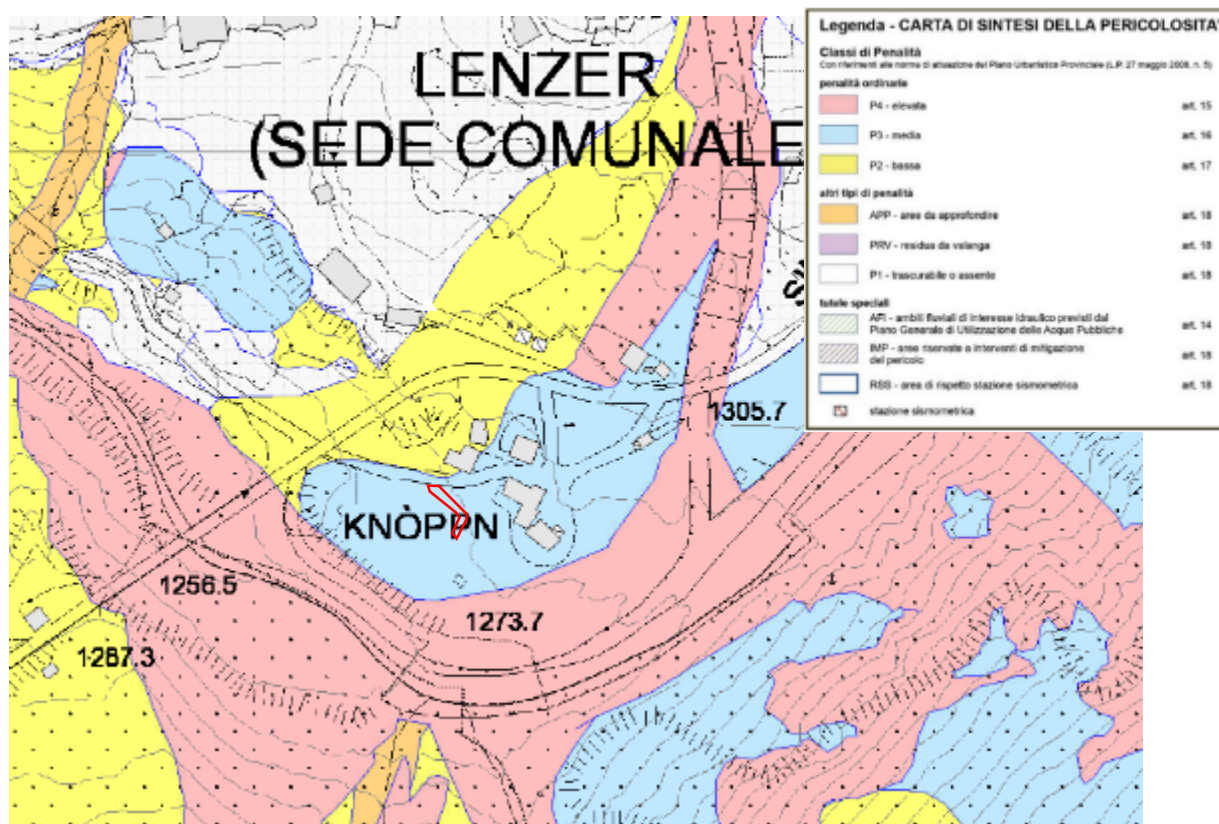 LENZER
(SEDE COMUNALE
S
1305.7
KNÒPPN
1256.5
1273.7
1287.3
Legenda - CARTA DI SINTESI DELLA PERICOLOSITA'
Classi di Penalità
Con riferimenti alle norme di attuazione del Piano Urbanistico Provinciale (L.P. 27 maggio 2008, n. 5)
penalità ordinarie
P4 - elevata art. 15
P3 - media art. 16
P2 - bassa art. 17
altri tipi di penalità
APP - aree da approfondire art. 18
PRV - residua da valanga art. 18
P1 - trascurabile o assente art. 18
tutele speciali
AFI - ambiti fluviali di interesse idraulico previsti dal
Piano Generale di Utilizzazione delle Acque Pubbliche art. 14
IMP - aree riservate a interventi di mitigazione
del pericolo art. 18
RSS - area di rispetto stazione sismometrica art. 18
stazione sismometrica